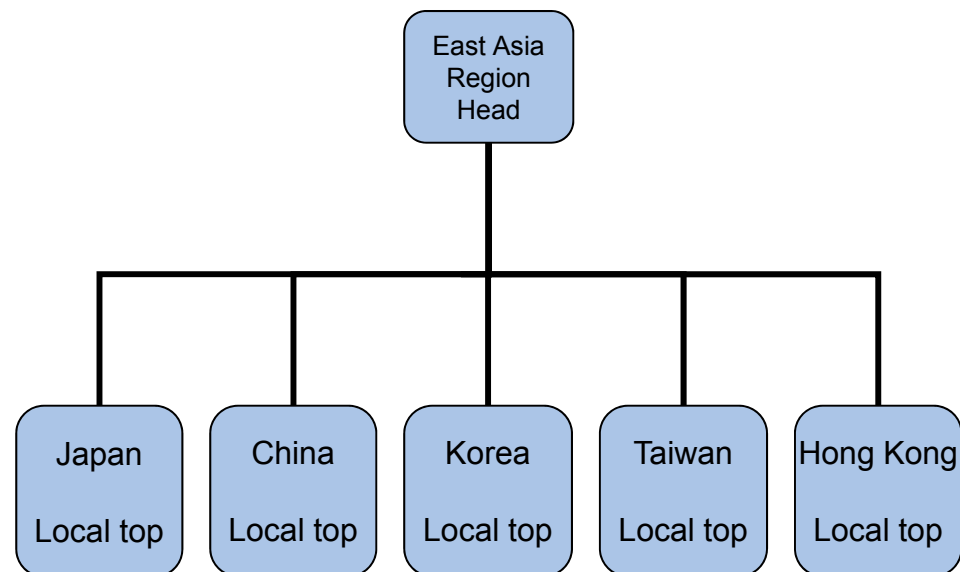 East Asia
Region
Head
Japan
Local top
China
Local top
Korea
Local top
Taiwan
Local top
Hong Kong
Local top